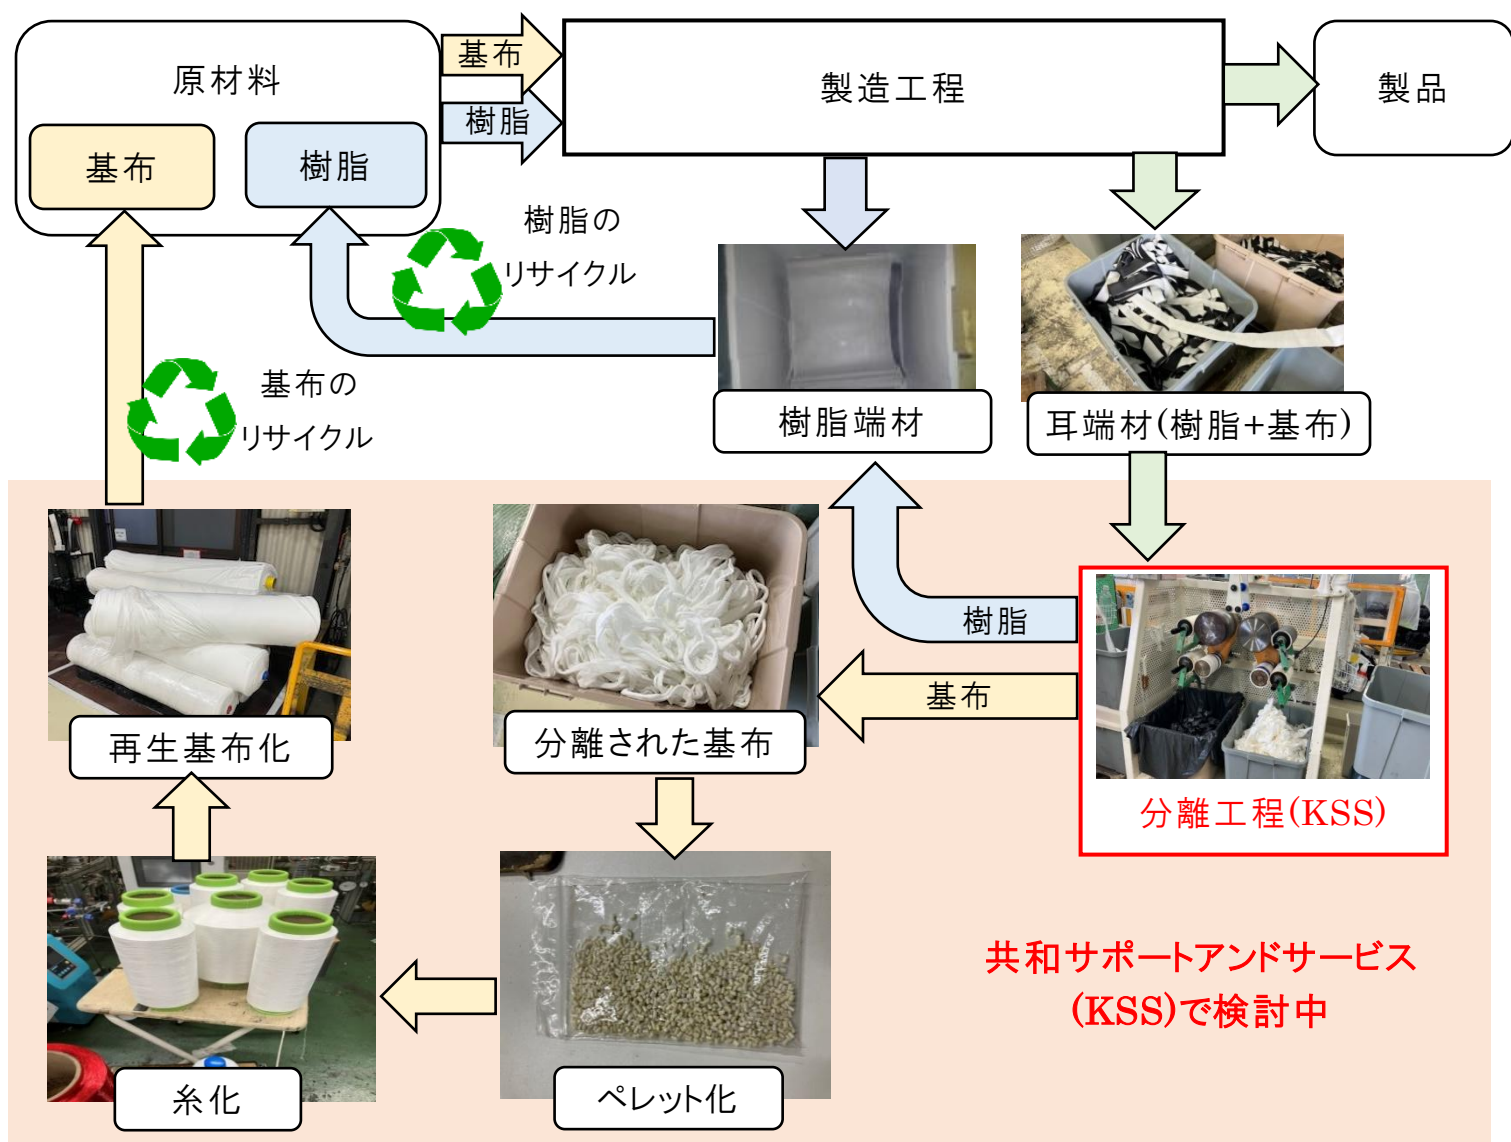 原材料
基布
樹脂
基布
樹脂
製造工程
製品
樹脂の
リサイクル
基布の
リサイクル
樹脂端材
耳端材(樹脂+基布)
樹脂
基布
分離工程(KSS)
分離された基布
再生基布化
糸化
ペレット化
共和サポートアンドサービス
(KSS)で検討中